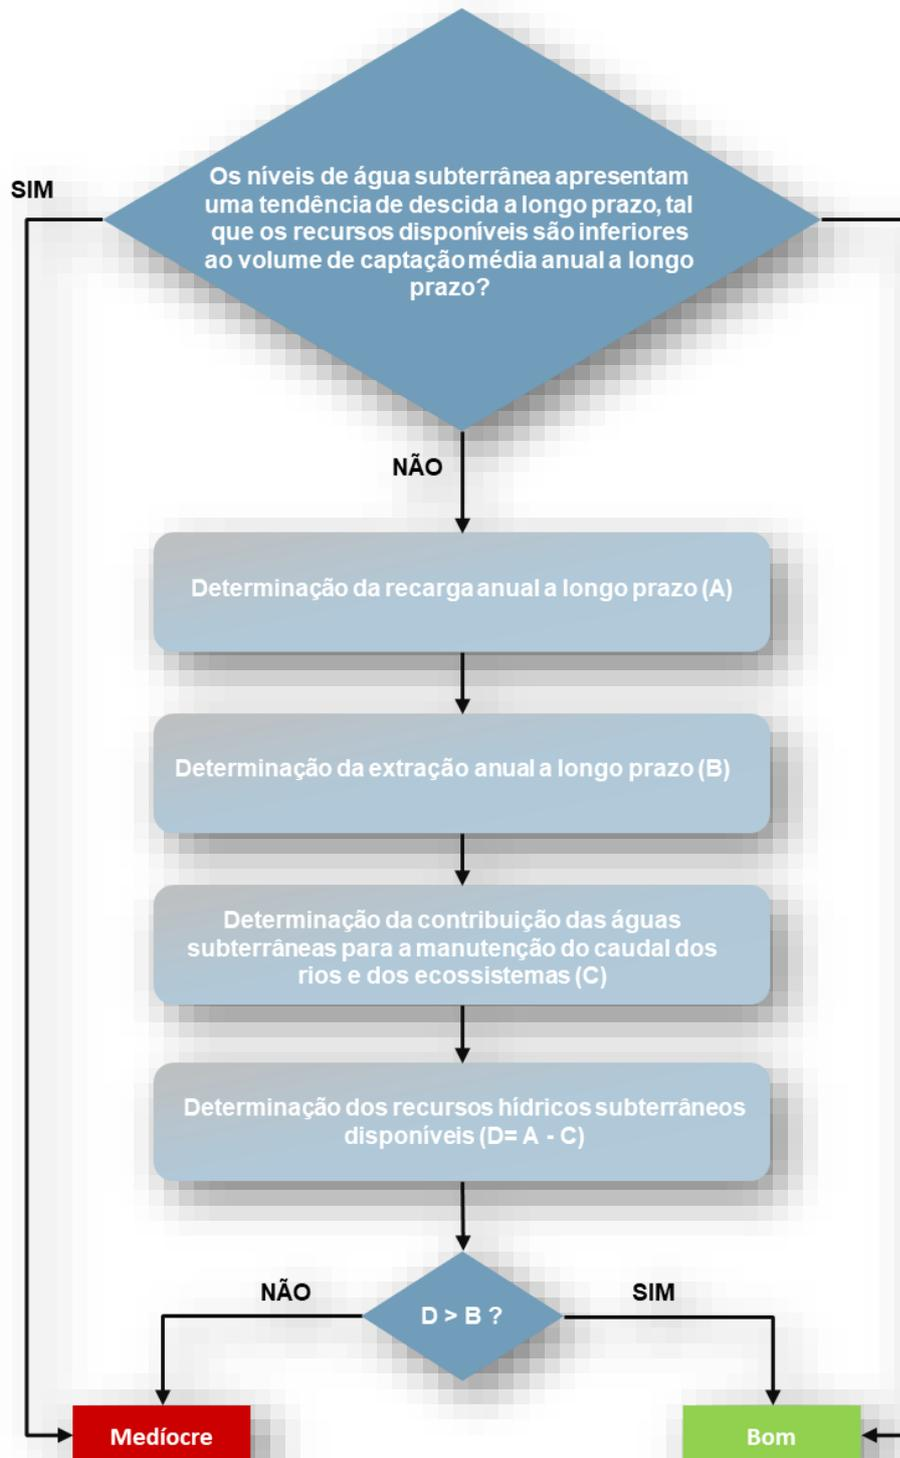 SIM
Os níveis de água subterrânea apresentam
uma tendência de descida a longo prazo, tal
que os recursos disponíveis são inferiores
ao volume de captação média anual a longo
prazo?
NÃO
Determinação da recarga anual a longo prazo (A)
Determinação da extração anual a longo prazo (B)
Determinação da contribuição das águas
subterrâneas para a manutenção do caudal dos
rios e dos ecossistemas (C)
Determinação dos recursos hídricos subterrâneos
disponíveis (D= A - C)
NÃO
D > B ?
SIM
Medíocre
Bom